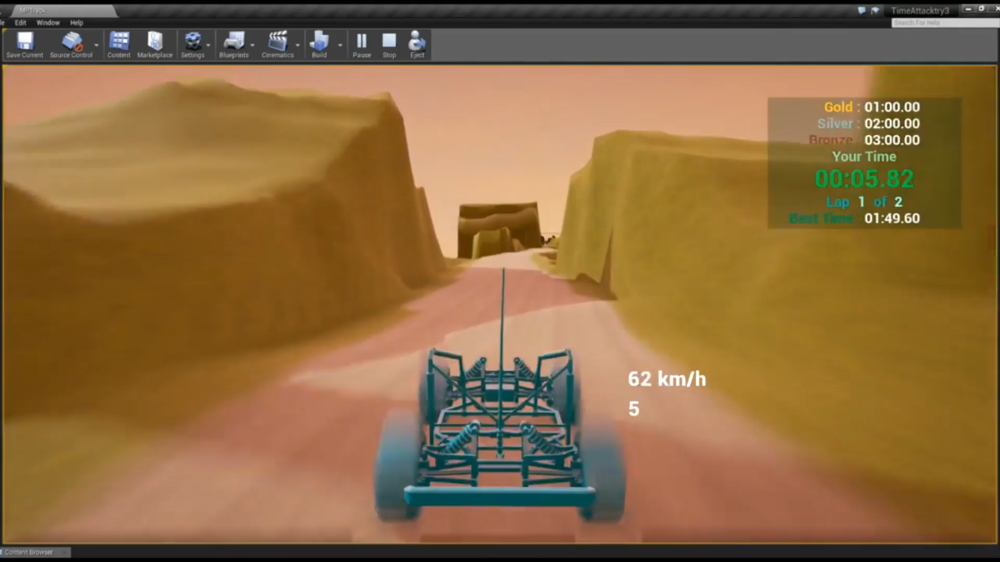 MPTrack
TimeAttacktry3
le Edit Window Help
Search For Help
Save Current Source Control Content Marketplace Settings Blueprints Cinematics Build Pause Stop Eject
Gold : 01:00.00
Silver : 02:00.00
Bronze 03:00.00
Your Time
00:05.82
Lap 1 of 2
Best Time : 01:49.60
62 km/h
5
Content Browser